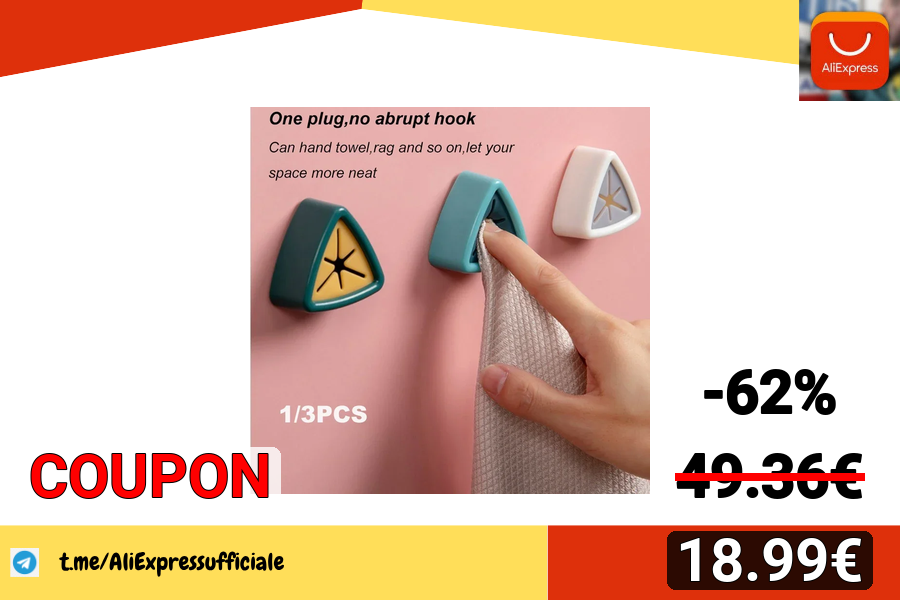 AliExpress
One plug,no abrupt hook
Can hand towel,rag and so on,let your
space more neat
1/3PCS
-62%
COUPON
49.36€
18.99€
t.me/AliExpressufficiale